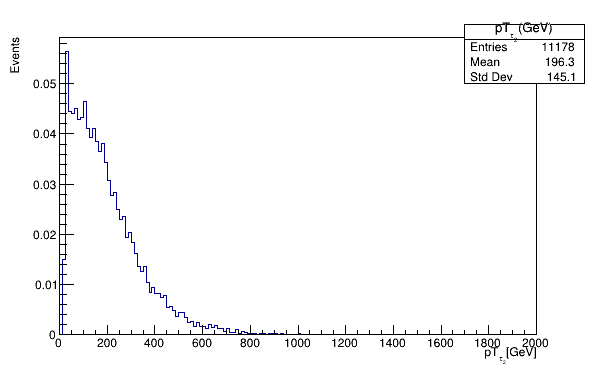 pT_τ₂(GeV)
Entries 11178
Mean 196.3
Std Dev 145.1
Events
0.05
0.04
0.03
0.02
0.01
0
0 200 400 600 800 1000 1200 1400 1600 1800 2000
pT_τ₂[GeV]